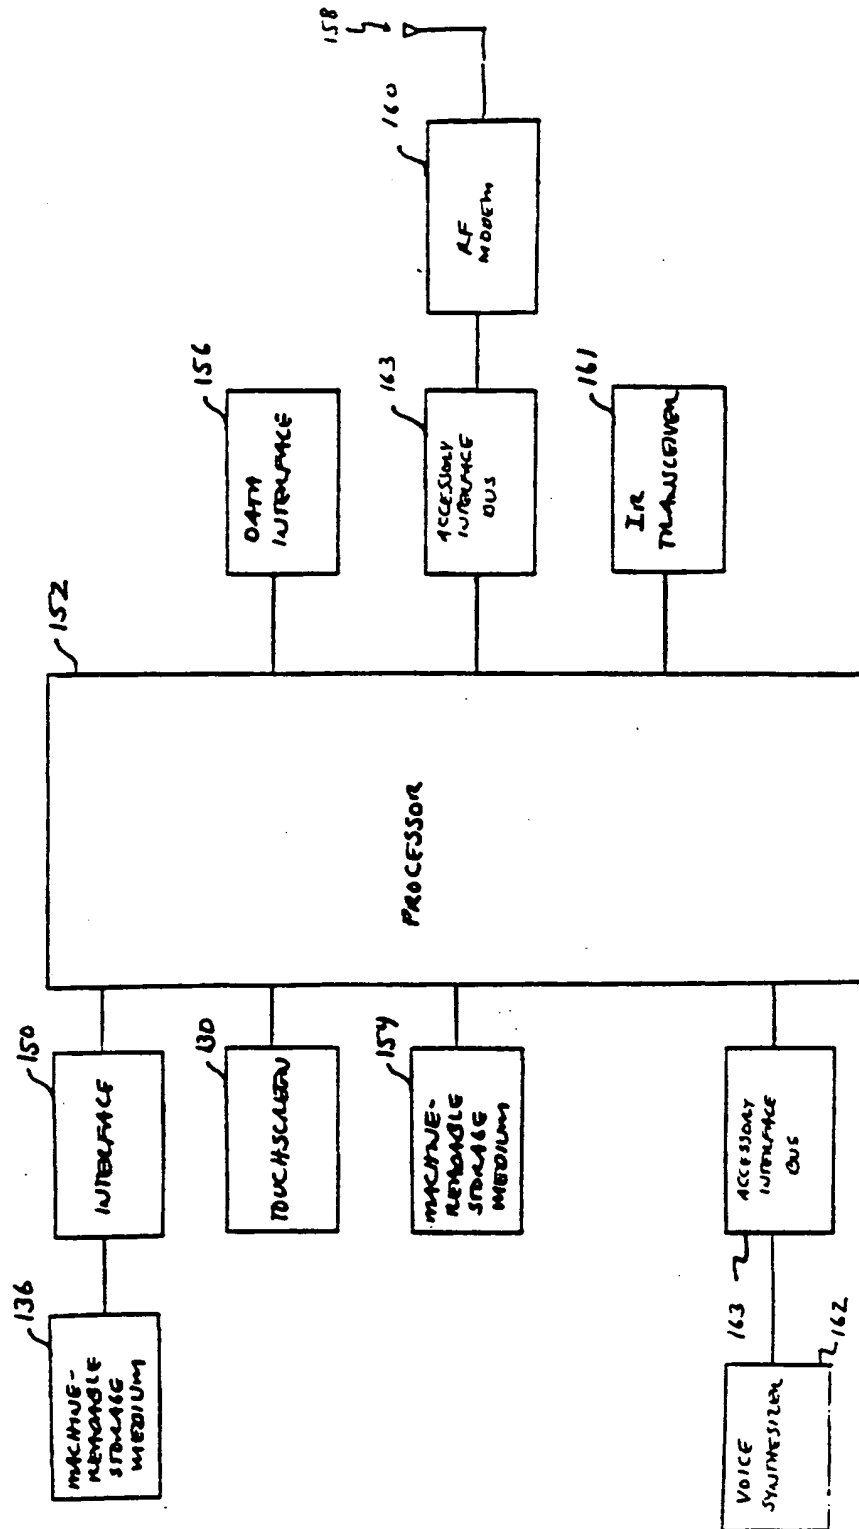 136
MACHINE-
READABLE
STORAGE
MEDIUM
150
INTERFACE
130
TOUCHSCREEN
154
MACHINE-
READABLE
STORAGE
MEDIUM
163
ACCESSORY
INTERFACE
BUS
162
VOICE
SYNTHESIZER
152
PROCESSOR
156
DATA
INTERFACE
163
ACCESSORY
INTERFACE
BUS
161
IR
TRANSCEIVER
160
RF
MODEM
158